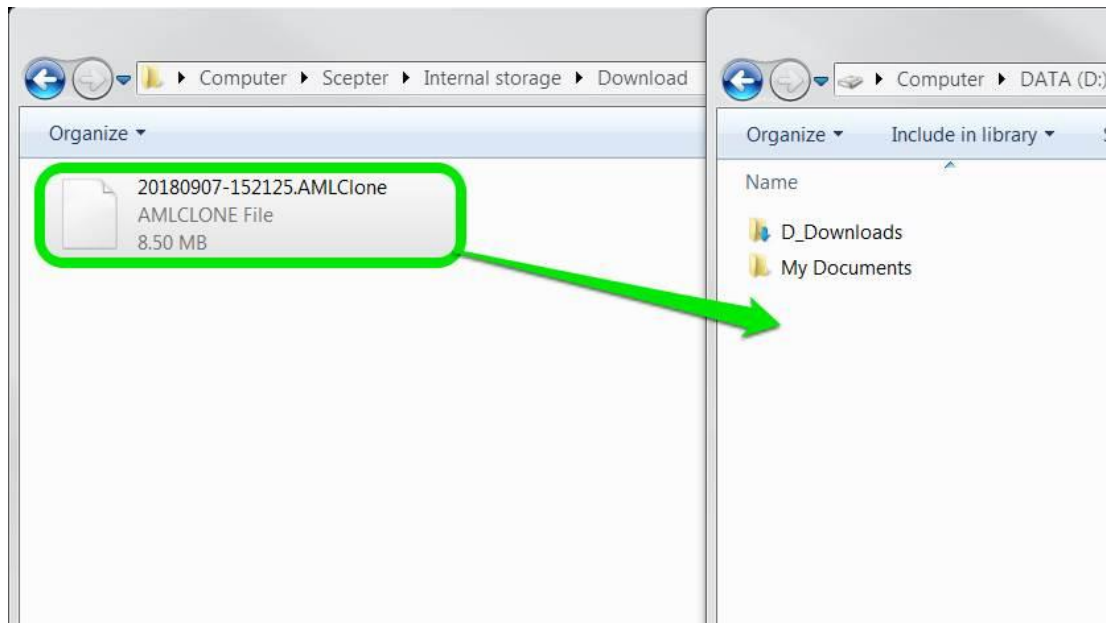 Computer Scepter Internal storage Download
Organize
20180907-152125.AMLClone
AMLCLONE File
8.50 MB
Computer DATA (D:)
Organize Include in library
Name
D_Downloads
My Documents